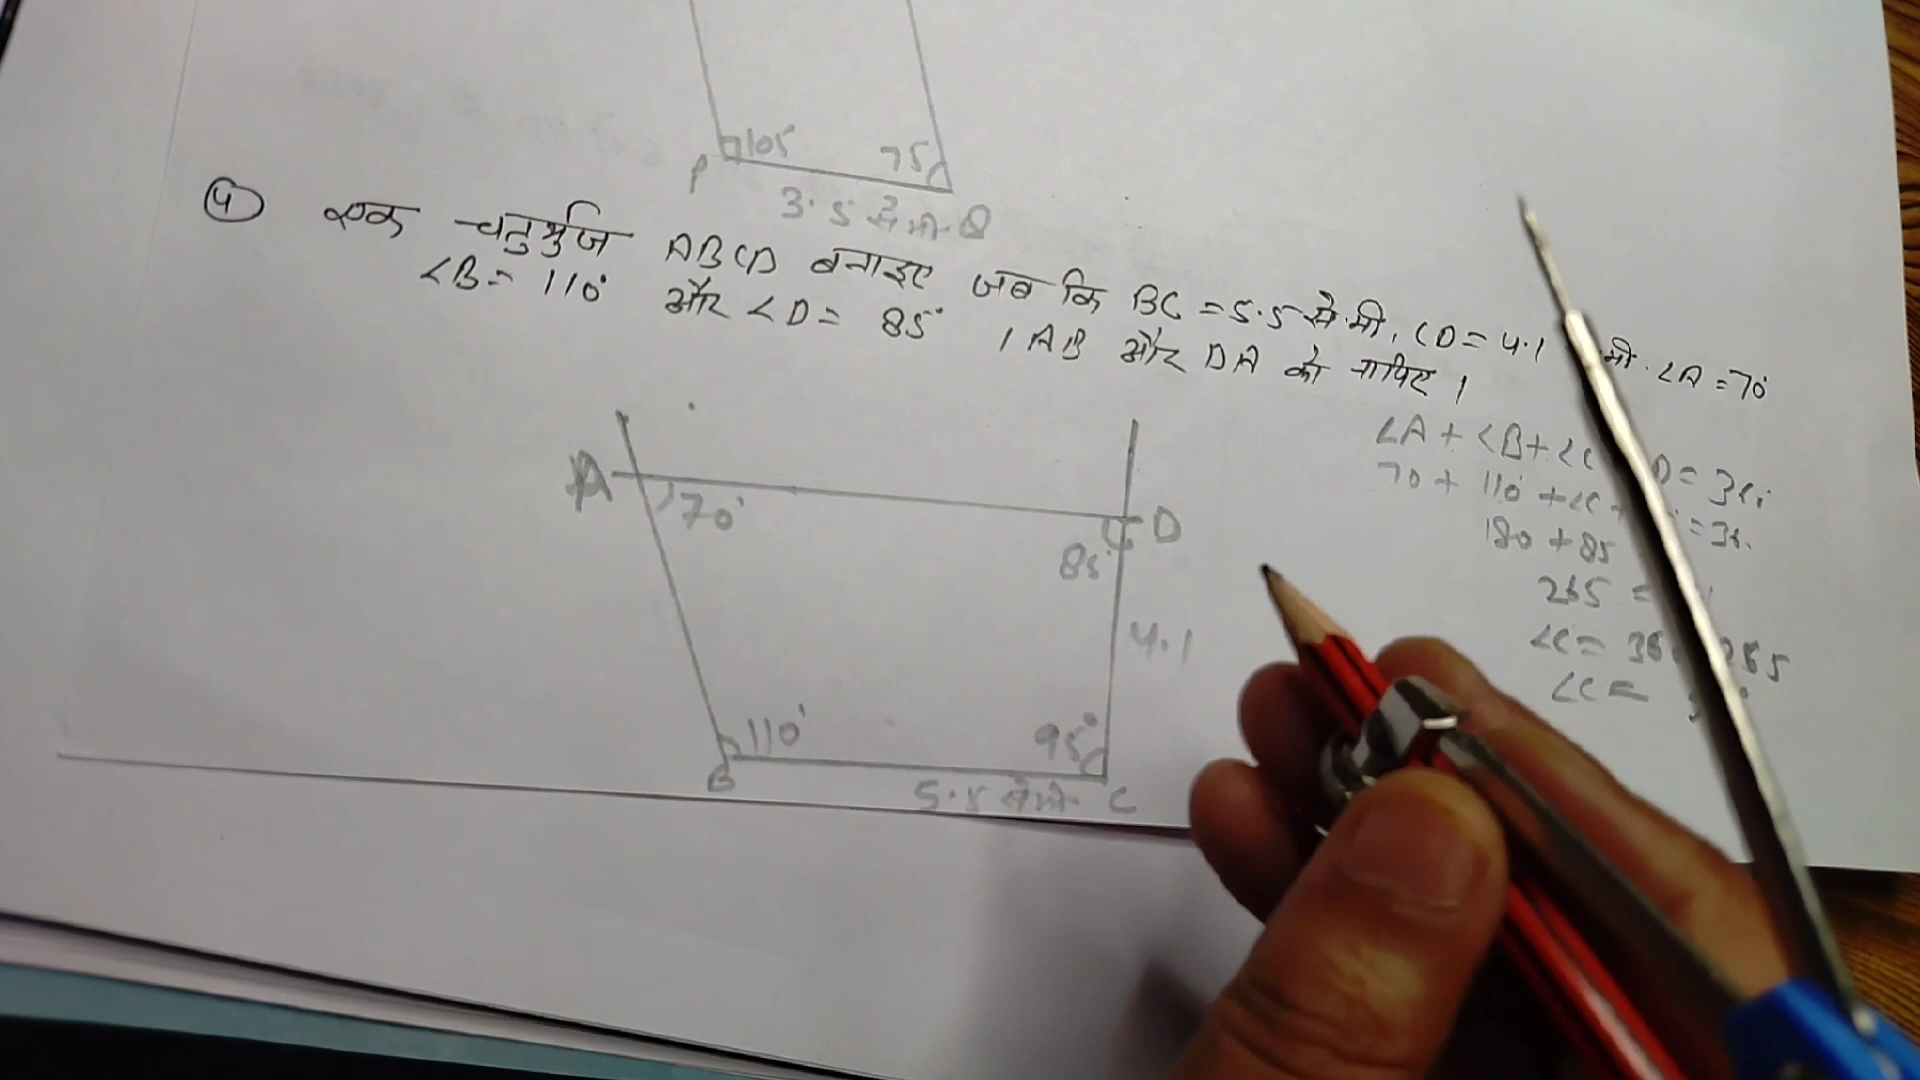 105 75
P 3.5 से.मी. Q
4 एक चतुर्भुज ABCD बनाइए जब कि BC = 5.5 से.मी, CD = 4.1 मी. ∠A = 70°
∠B = 110° और ∠D = 85° । AB और DA को नापिए ।
∠A + ∠B + ∠C D =
70 + 110 + ∠C +
180 + 85
265 =
∠C =
∠C =
A 70° D
85°
4.1
110° 95°
B 5.5 से.मी. C